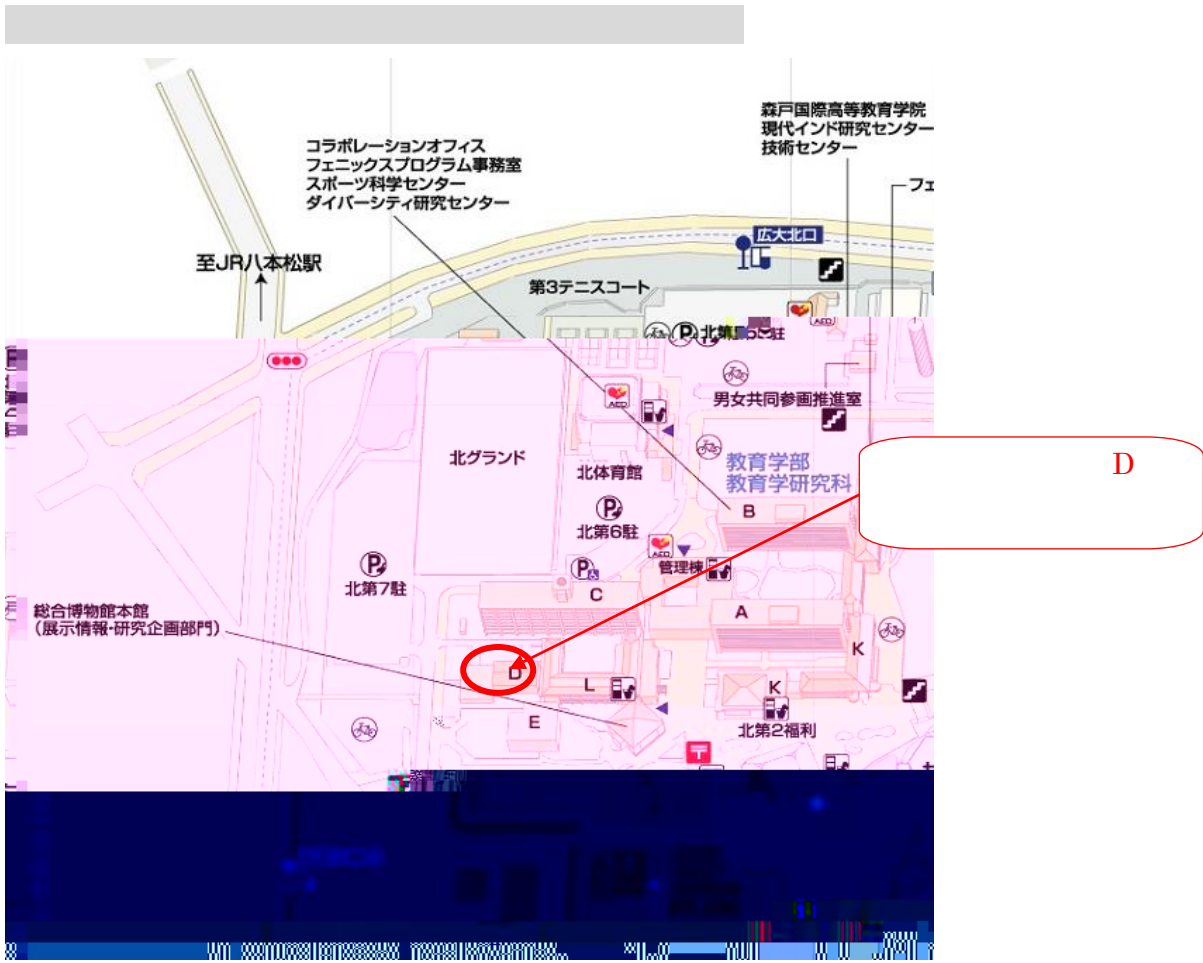 森戸国際高等教育学院
現代インド研究センター
技術センター
コラボレーションオフィス
フェニックスプログラム事務室
スポーツ科学センター
ダイバーシティ研究センター
フェ
広大北口
至JR八本松駅
第3テニスコート
AED
P 北第
駐
男女共同参画推進室
AED
北グランド
北体育館
教育学部
教育学研究科
D
P
北第6駐
B
AED
管理棟
P
北第7駐
P
C
A
総合博物館本館
(展示情報・研究企画部門)
K
D
L
K
E
北第2福利
〒